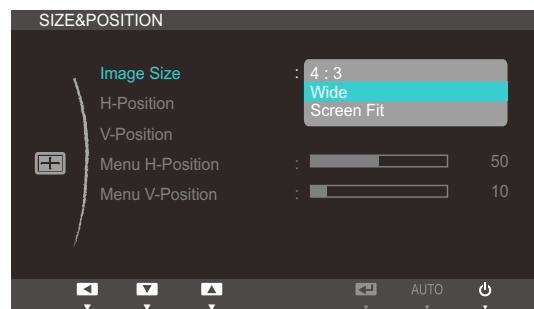 SIZE&POSITION
Image Size : 4 : 3
Wide
Screen Fit
H-Position
V-Position
Menu H-Position : 50
Menu V-Position : 10
AUTO